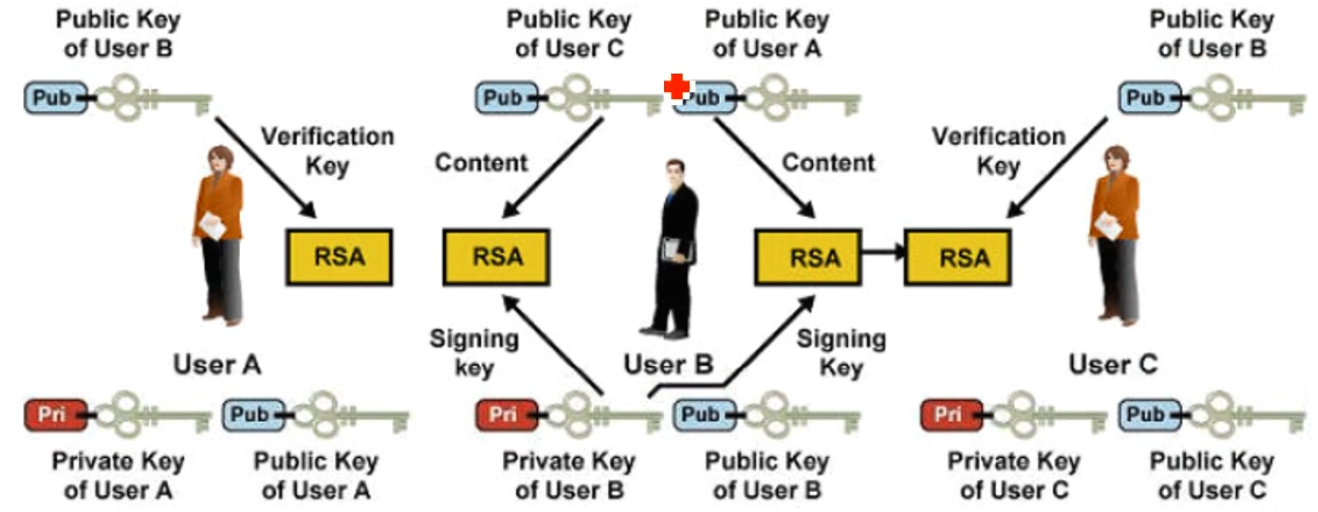 Public Key
of User B
Public Key
of User C
Public Key
of User A
Public Key
of User B
Pub
Pub
Pub
Pub
Verification
Key
Content
Content
Verification
Key
RSA
RSA
RSA
RSA
Signing
key
Signing
Key
User A
User B
User C
Pri
Pub
Pri
Pub
Pri
Pub
Private Key
of User A
Public Key
of User A
Private Key
of User B
Public Key
of User B
Private Key
of User C
Public Key
of User C